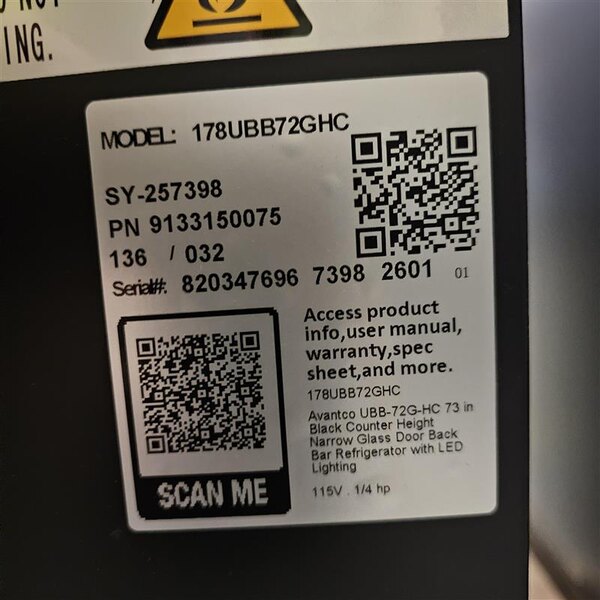 NOT
ING.
MODEL: 178UBB72GHC
SY-257398
PN 9133150075
136 / 032
Serial#: 820347696 7398 2601 01
Access product
info,user manual,
warranty,spec
sheet,and more.
178UBB72GHC
Avantco UBB-72G-HC 73 in
Black Counter Height
Narrow Glass Door Back
Bar Refrigerator with LED
Lighting
115V . 1/4 hp
SCAN ME